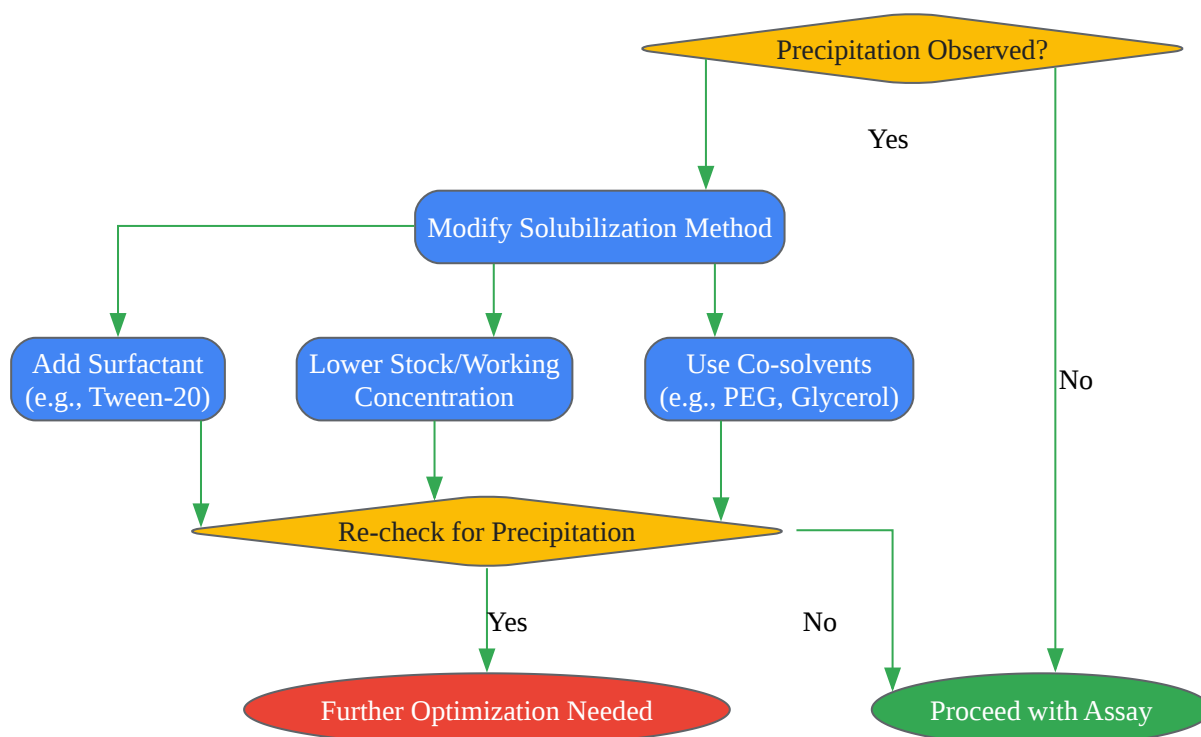 Precipitation Observed?
Yes
Modify Solubilization Method
Add Surfactant
(e.g., Tween-20)
Lower Stock/Working
Concentration
Use Co-solvents
(e.g., PEG, Glycerol)
No
Re-check for Precipitation
Yes
No
Further Optimization Needed
Proceed with Assay